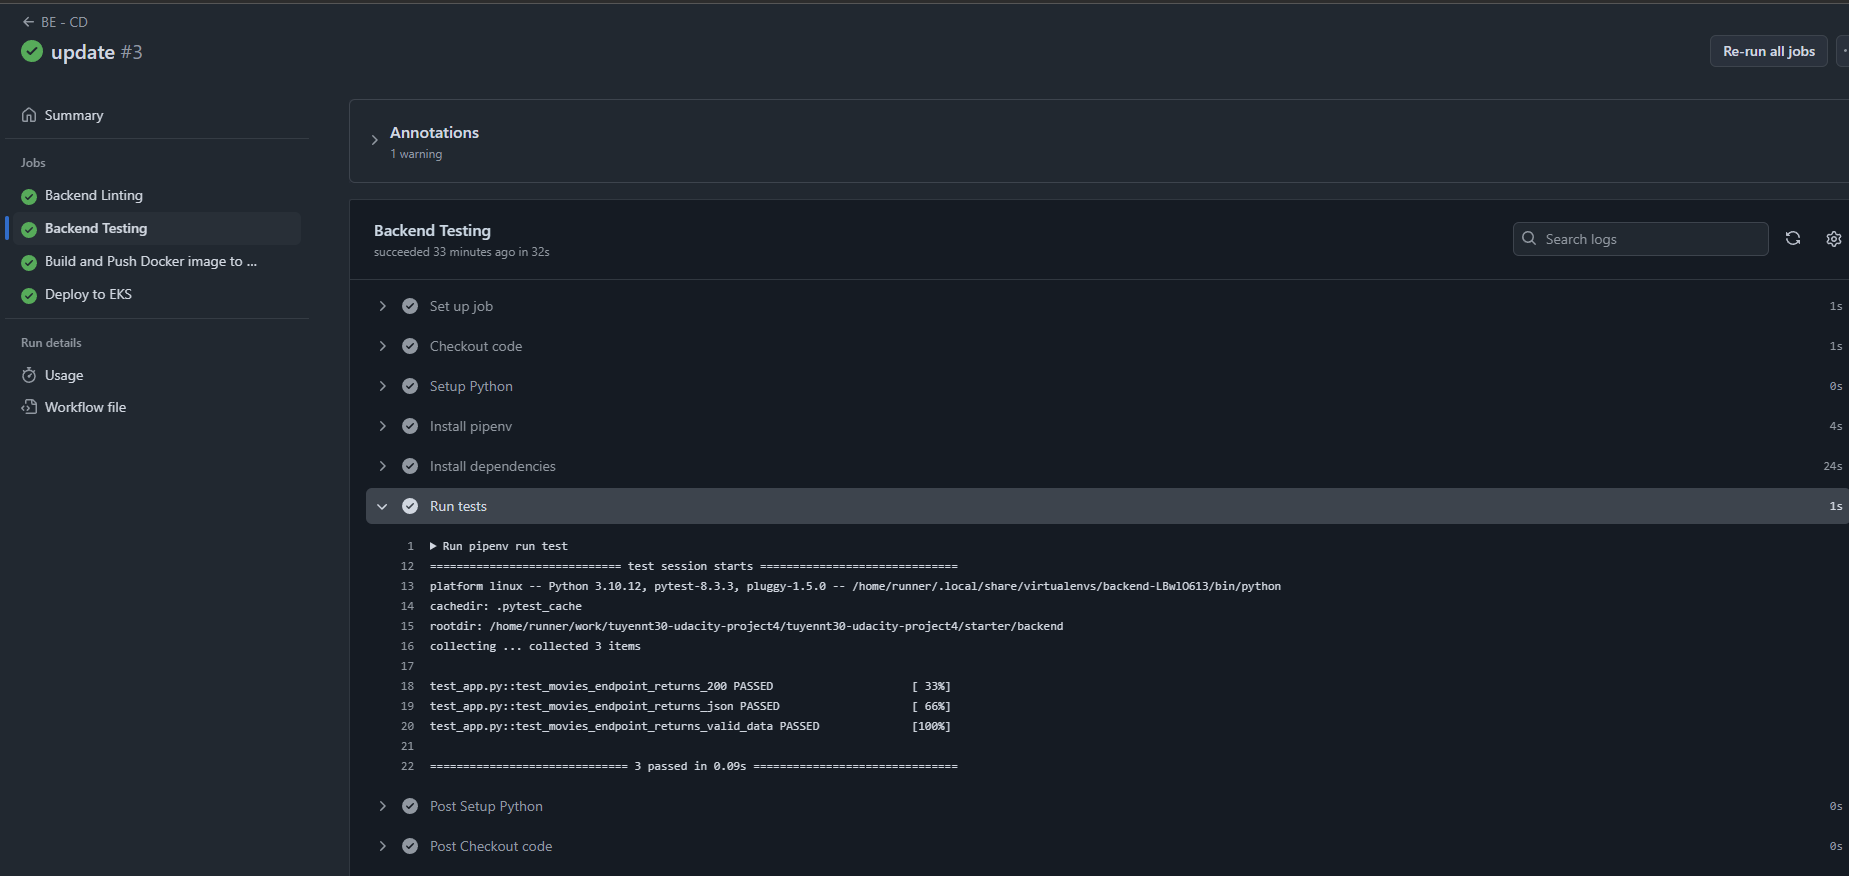 BE - CD
update #3
Re-run all jobs
Summary
Jobs
Backend Linting
Backend Testing
Build and Push Docker image to ...
Deploy to EKS
Run details
Usage
Workflow file
Annotations
1 warning
Backend Testing
succeeded 33 minutes ago in 32s
Search logs
Set up job 1s
Checkout code 1s
Setup Python 0s
Install pipenv 4s
Install dependencies 24s
Run tests 1s
1 Run pipenv run test
12 ============================= test session starts ==============================
13 platform linux -- Python 3.10.12, pytest-8.3.3, pluggy-1.5.0 -- /home/runner/.local/share/virtualenvs/backend-LBwlO613/bin/python
14 cachedir: .pytest_cache
15 rootdir: /home/runner/work/tuyennt30-udacity-project4/tuyennt30-udacity-project4/starter/backend
16 collecting ... collected 3 items
17
18 test_app.py::test_movies_endpoint_returns_200 PASSED [ 33%]
19 test_app.py::test_movies_endpoint_returns_json PASSED [ 66%]
20 test_app.py::test_movies_endpoint_returns_valid_data PASSED [100%]
21
22 ============================== 3 passed in 0.09s ===============================
Post Setup Python 0s
Post Checkout code 0s